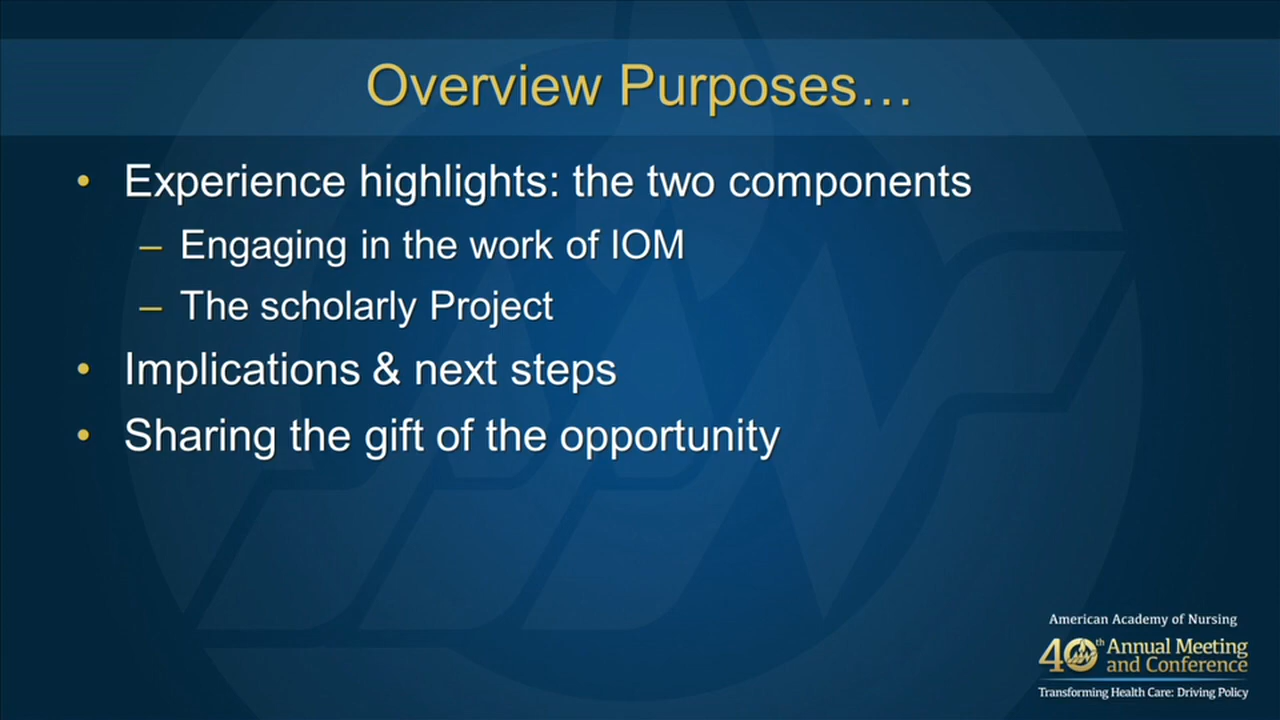 Overview Purposes…
• Experience highlights: the two components
– Engaging in the work of IOM
– The scholarly Project
• Implications & next steps
• Sharing the gift of the opportunity
American Academy of Nursing
40th Annual Meeting
and Conference
Transforming Health Care: Driving Policy